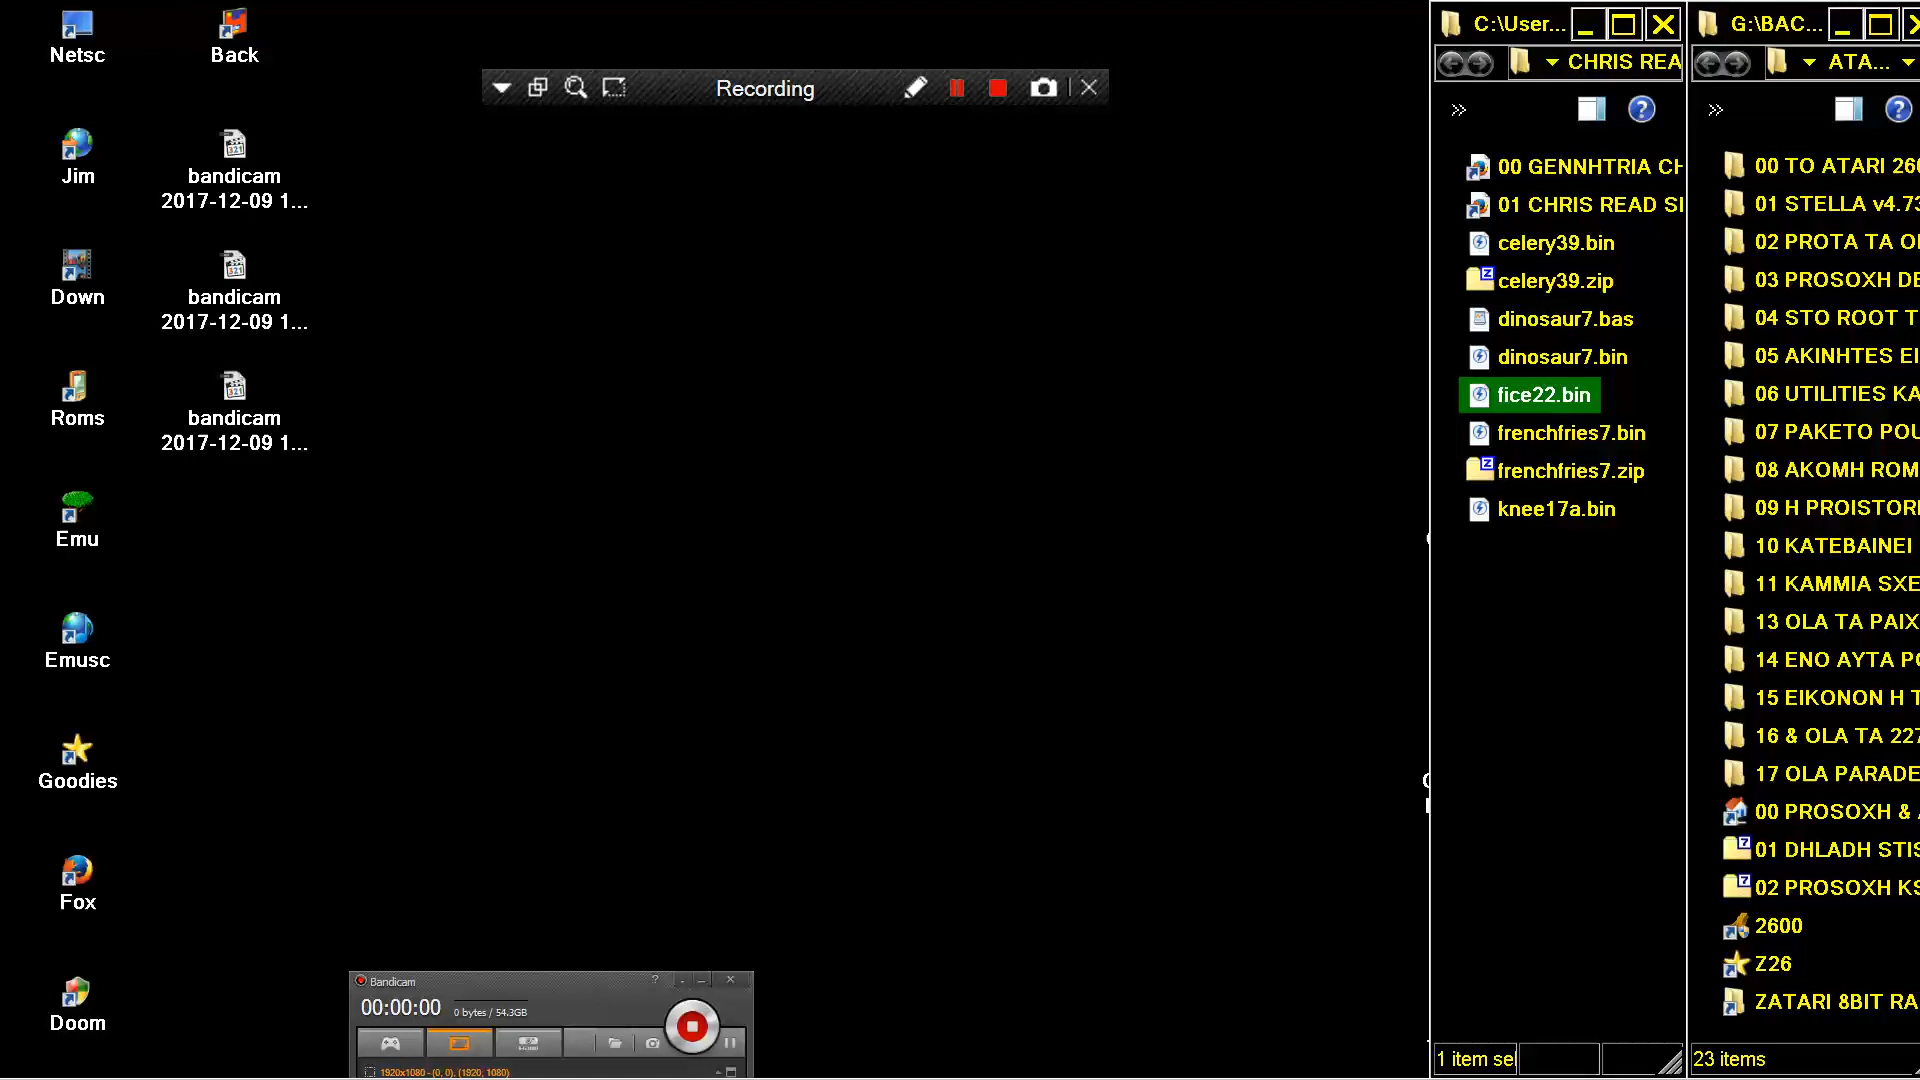 Netsc
Back
Jim
bandicam
2017-12-09 1...
Down
bandicam
2017-12-09 1...
Roms
bandicam
2017-12-09 1...
Emu
Emusc
Goodies
Fox
Doom
Recording
Bandicam
00:00:00
0 bytes / 54.3GB
1920x1080 - (0, 0), (1920, 1080)
C:\User...
CHRIS REA
00 GENNHTRIA CH
01 CHRIS READ SI
celery39.bin
celery39.zip
dinosaur7.bas
dinosaur7.bin
fice22.bin
frenchfries7.bin
frenchfries7.zip
knee17a.bin
1 item sel
G:\BAC...
ATA...
00 TO ATARI 260
01 STELLA v4.73
02 PROTA TA O
03 PROSOXH DE
04 STO ROOT T
05 AKINHTES EI
06 UTILITIES KA
07 PAKETO POU
08 AKOMH ROM
09 H PROISTORI
10 KATEBAINEI
11 KAMMIA SXE
13 OLA TA PAIX
14 ENO AYTA PO
15 EIKONON H T
16 & OLA TA 227
17 OLA PARADE
00 PROSOXH &
01 DHLADH STIS
02 PROSOXH KS
2600
Z26
ZATARI 8BIT RA
23 items